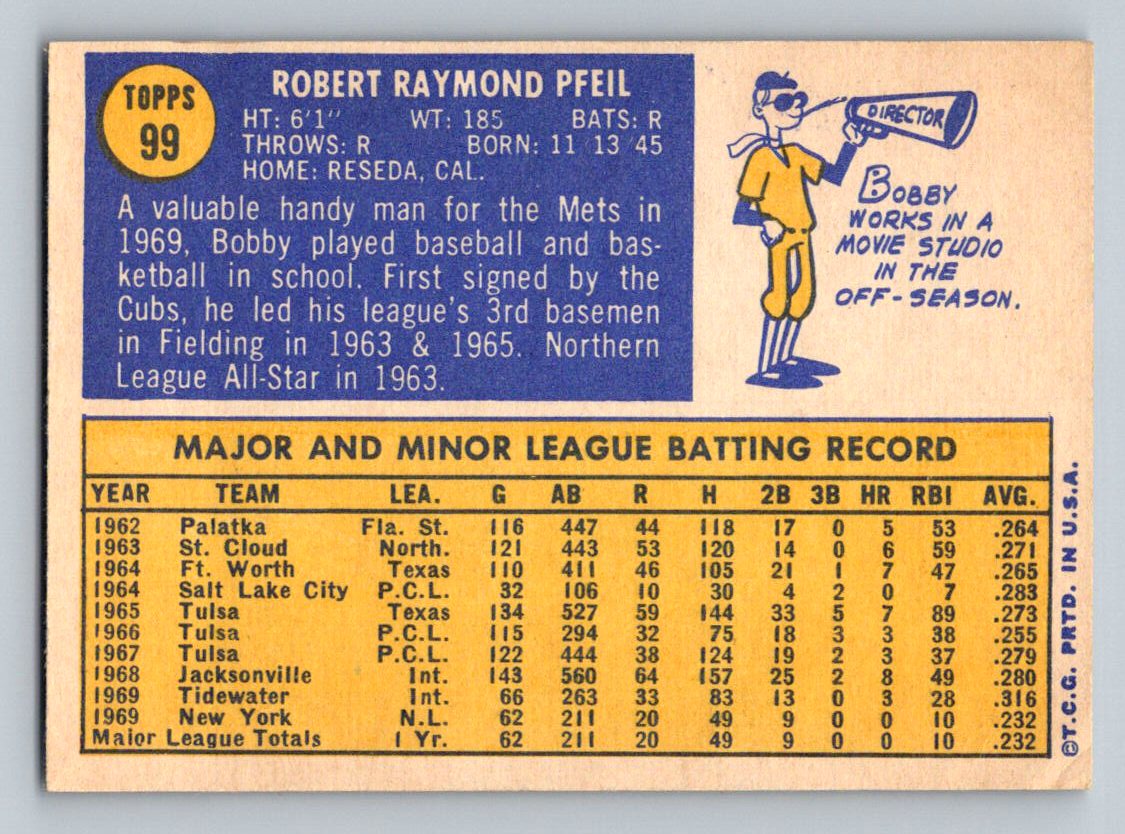 TOPPS
99
ROBERT RAYMOND PFEIL
HT: 6'1" WT: 185 BATS: R
THROWS: R BORN: 11 13 45
HOME: RESEDA, CAL.
A valuable handy man for the Mets in
1969, Bobby played baseball and bas-
ketball in school. First signed by the
Cubs, he led his league's 3rd basemen
in Fielding in 1963 & 1965. Northern
League All-Star in 1963.
DIRECTOR
BOBBY
WORKS IN A
MOVIE STUDIO
IN THE
OFF-SEASON.
MAJOR AND MINOR LEAGUE BATTING RECORD
YEAR TEAM LEA. G AB R H 2B 3B HR RBI AVG.
1962 Palatka Fla. St. 116 447 44 118 17 0 5 53 .264
1963 St. Cloud North. 121 443 53 120 14 0 6 59 .271
1964 Ft. Worth Texas 110 411 46 105 21 1 7 47 .265
1964 Salt Lake City P.C.L. 32 106 10 30 4 2 0 7 .283
1965 Tulsa Texas 134 527 59 144 33 5 7 89 .273
1966 Tulsa P.C.L. 115 294 32 75 18 3 3 38 .255
1967 Tulsa P.C.L. 122 444 38 124 19 2 3 37 .279
1968 Jacksonville Int. 143 560 64 157 25 2 8 49 .280
1969 Tidewater Int. 66 263 33 83 13 0 3 28 .316
1969 New York N.L. 62 211 20 49 9 0 0 10 .232
Major League Totals 1 Yr. 62 211 20 49 9 0 0 10 .232
©T.C.G. PRTD. IN U.S.A.